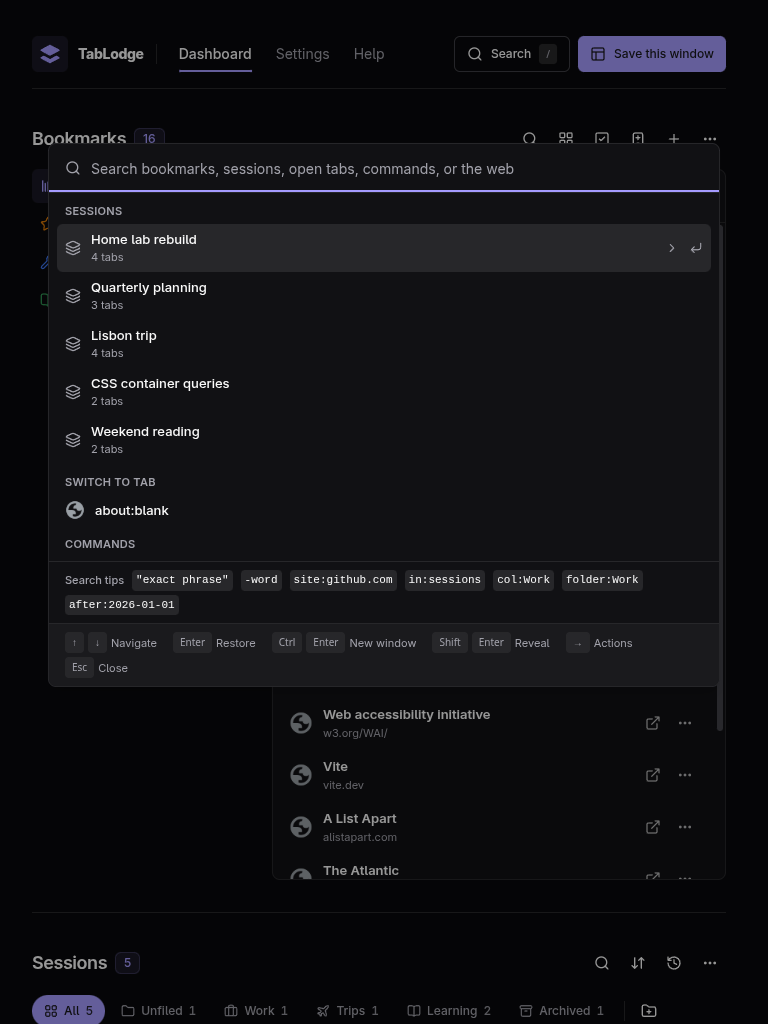 TabLodge Dashboard Settings Help Search / Save this window
Bookmarks 16
Search bookmarks, sessions, open tabs, commands, or the web
SESSIONS
Home lab rebuild
4 tabs
Quarterly planning
3 tabs
Lisbon trip
4 tabs
CSS container queries
2 tabs
Weekend reading
2 tabs
SWITCH TO TAB
about:blank
COMMANDS
Search tips "exact phrase" -word site:github.com in:sessions col:Work folder:Work
after:2026-01-01
↑ ↓ Navigate Enter Restore Ctrl Enter New window Shift Enter Reveal → Actions
Esc Close
Web accessibility initiative
w3.org/WAI/
Vite
vite.dev
A List Apart
alistapart.com
The Atlantic
Sessions 5
All 5 Unfiled 1 Work 1 Trips 1 Learning 2 Archived 1